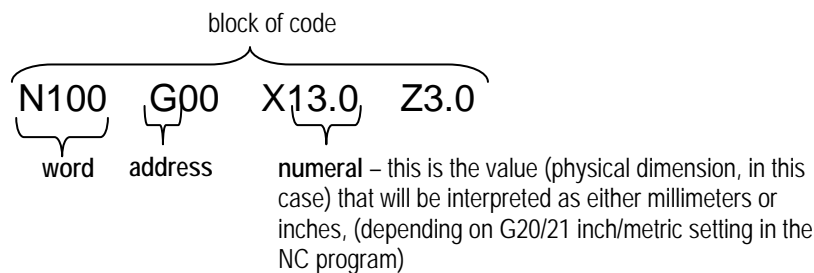 block of code
N100 G00 X13.0 Z3.0
word address numeral – this is the value (physical dimension, in this
case) that will be interpreted as either millimeters or
inches, (depending on G20/21 inch/metric setting in the
NC program)